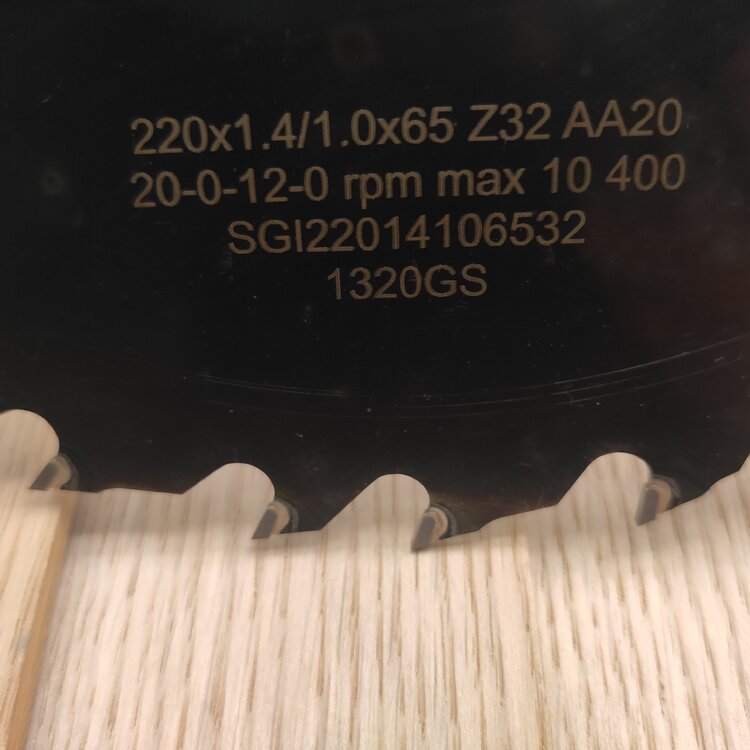 220x1.4/1.0x65 Z32 AA20
20-0-12-0 rpm max 10 400
SGI22014106532
1320GS